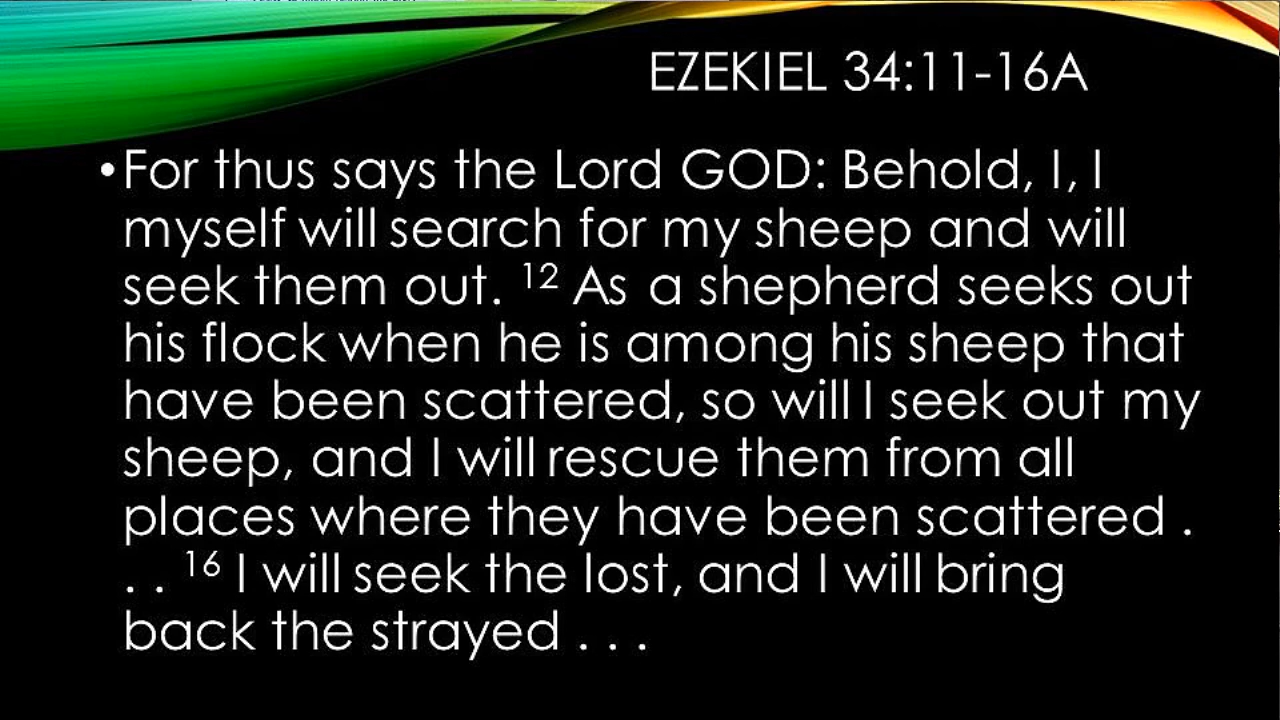 EZEKIEL 34:11-16A
•For thus says the Lord GOD: Behold, I, I
myself will search for my sheep and will
seek them out. ¹² As a shepherd seeks out
his flock when he is among his sheep that
have been scattered, so will I seek out my
sheep, and I will rescue them from all
places where they have been scattered .
. . ¹⁶ I will seek the lost, and I will bring
back the strayed . . .